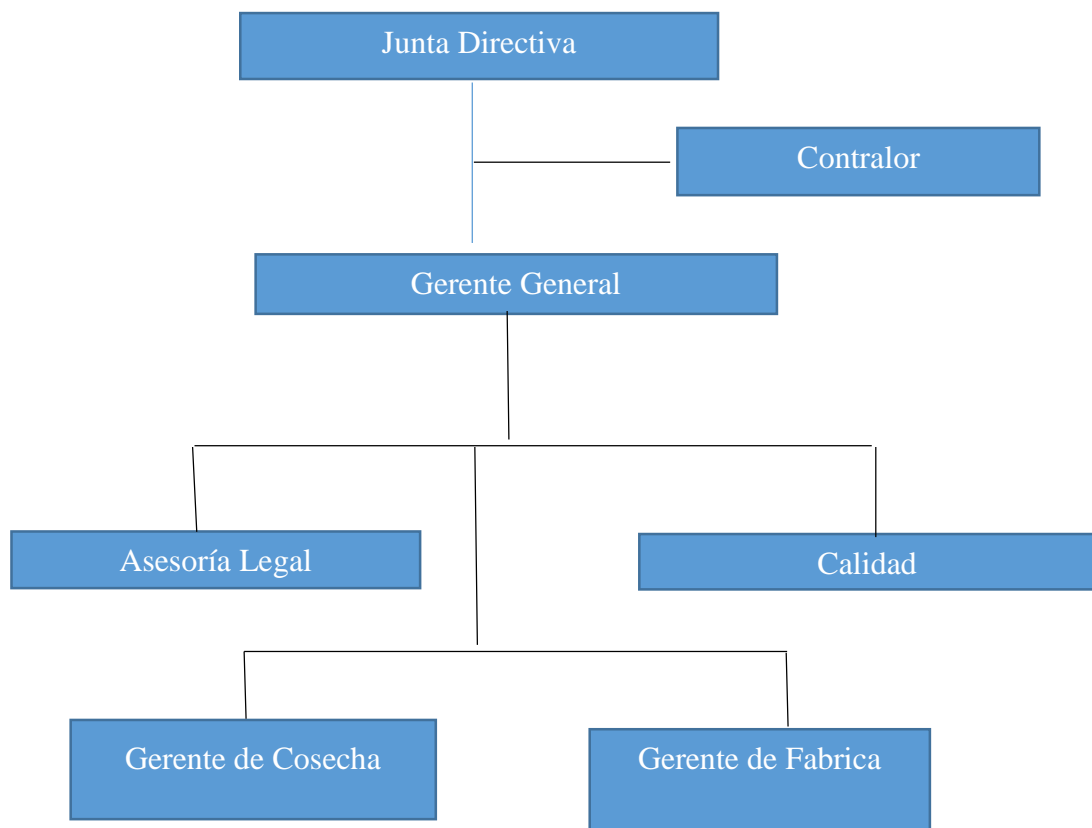 Junta Directiva
Contralor
Gerente General
Asesoría Legal
Calidad
Gerente de Cosecha
Gerente de Fabrica